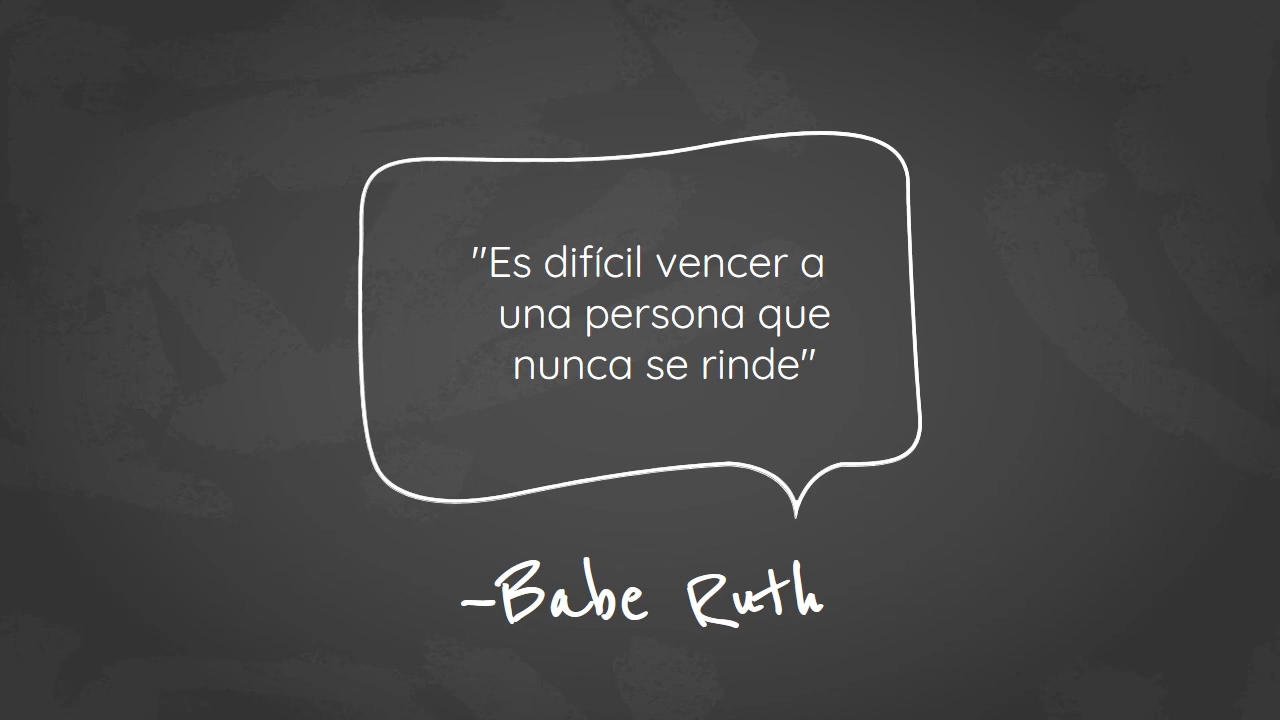 "Es difícil vencer a
una persona que
nunca se rinde"
–Babe Ruth